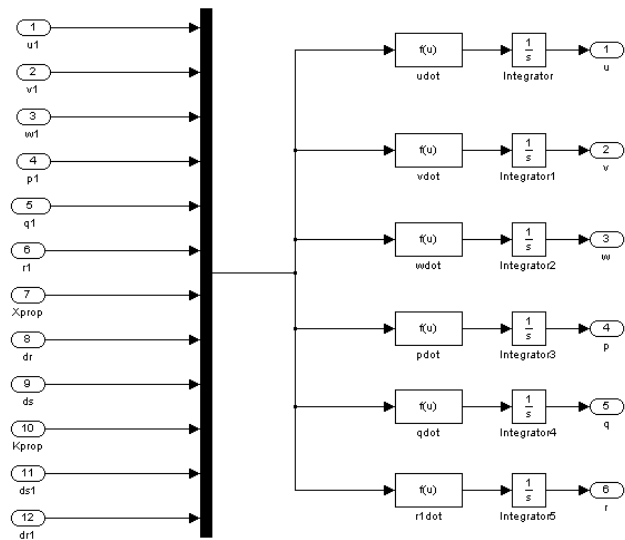 1
u1
2
v1
3
w1
4
p1
5
q1
6
r1
7
Xprop
8
dr
9
ds
10
Kprop
11
ds1
12
dr1
f(u)
udot
1
s
Integrator
1
u
f(u)
vdot
1
s
Integrator1
2
v
f(u)
wdot
1
s
Integrator2
3
w
f(u)
pdot
1
s
Integrator3
4
p
f(u)
qdot
1
s
Integrator4
5
q
f(u)
r1dot
1
s
Integrator5
6
r